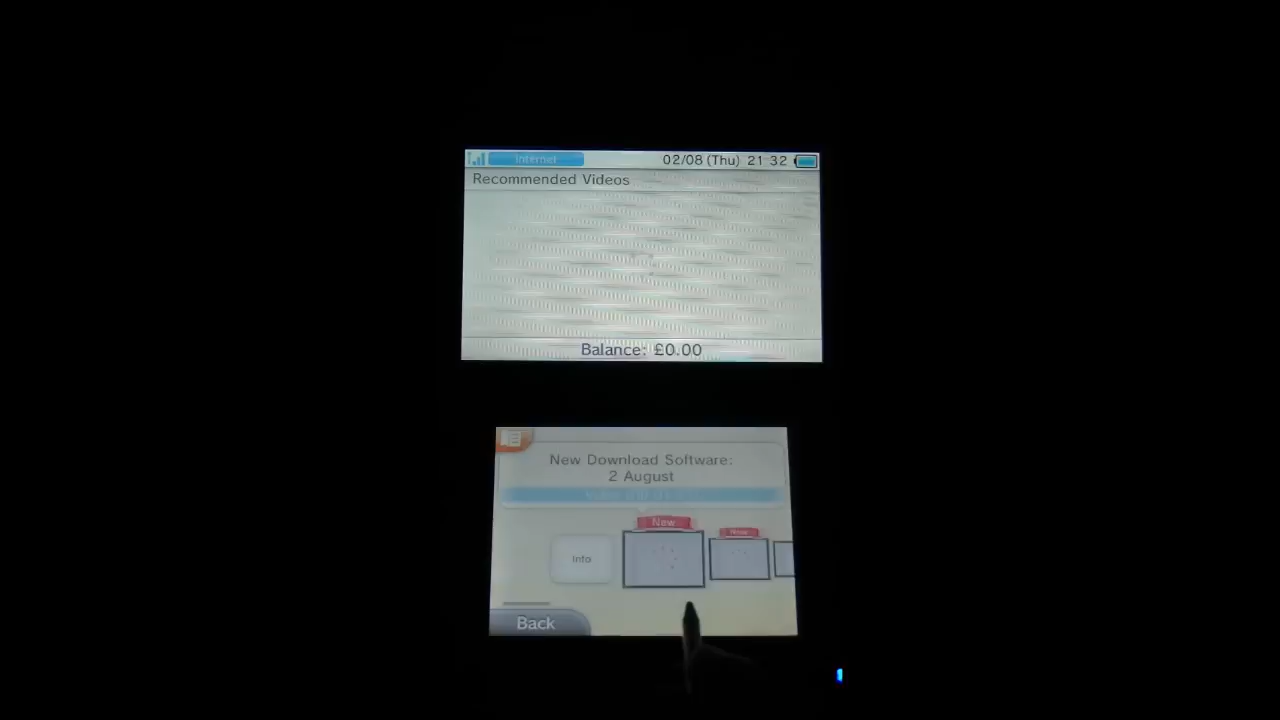 Internet
02/08 (Thu) 21:32
Recommended Videos
Balance: £0.00
New Download Software:
2 August
New
New
Info
Back